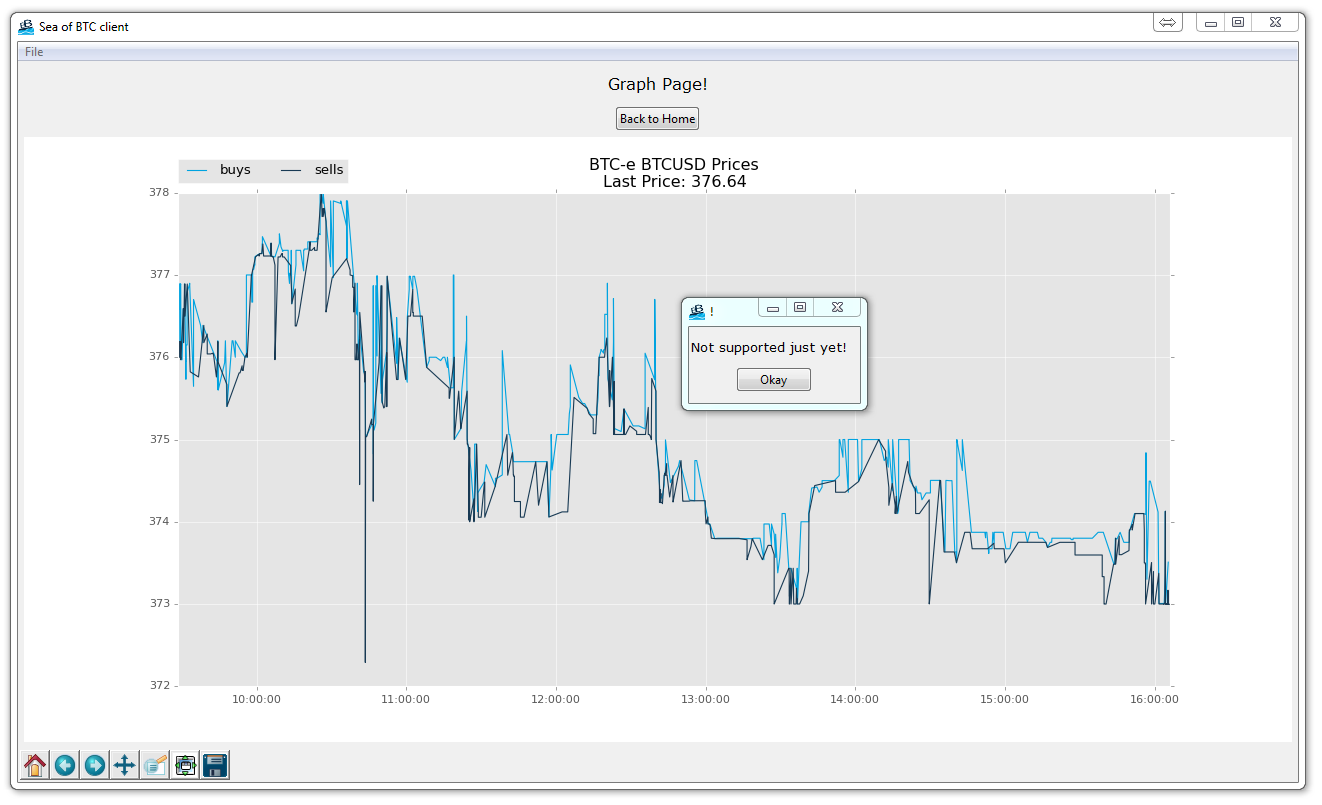 Sea of BTC client
File
Graph Page!
Back to Home
buys sells
BTC-e BTCUSD Prices
Last Price: 376.64
378
377
376
375
374
373
372
10:00:00 11:00:00 12:00:00 13:00:00 14:00:00 15:00:00 16:00:00
!
Not supported just yet!
Okay